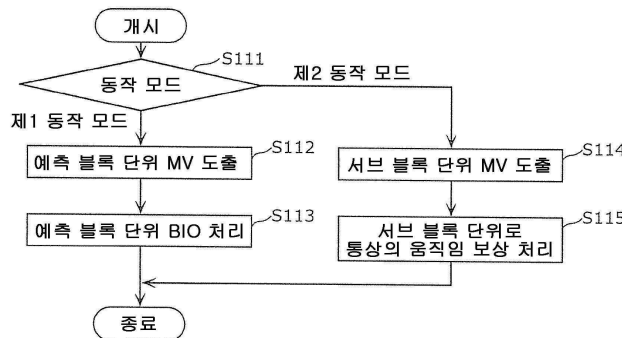 개시
S111
동작 모드
제2 동작 모드
제1 동작 모드
S112
예측 블록 단위 MV 도출
S114
서브 블록 단위 MV 도출
S113
예측 블록 단위 BIO 처리
S115
서브 블록 단위로
통상의 움직임 보상 처리
종료